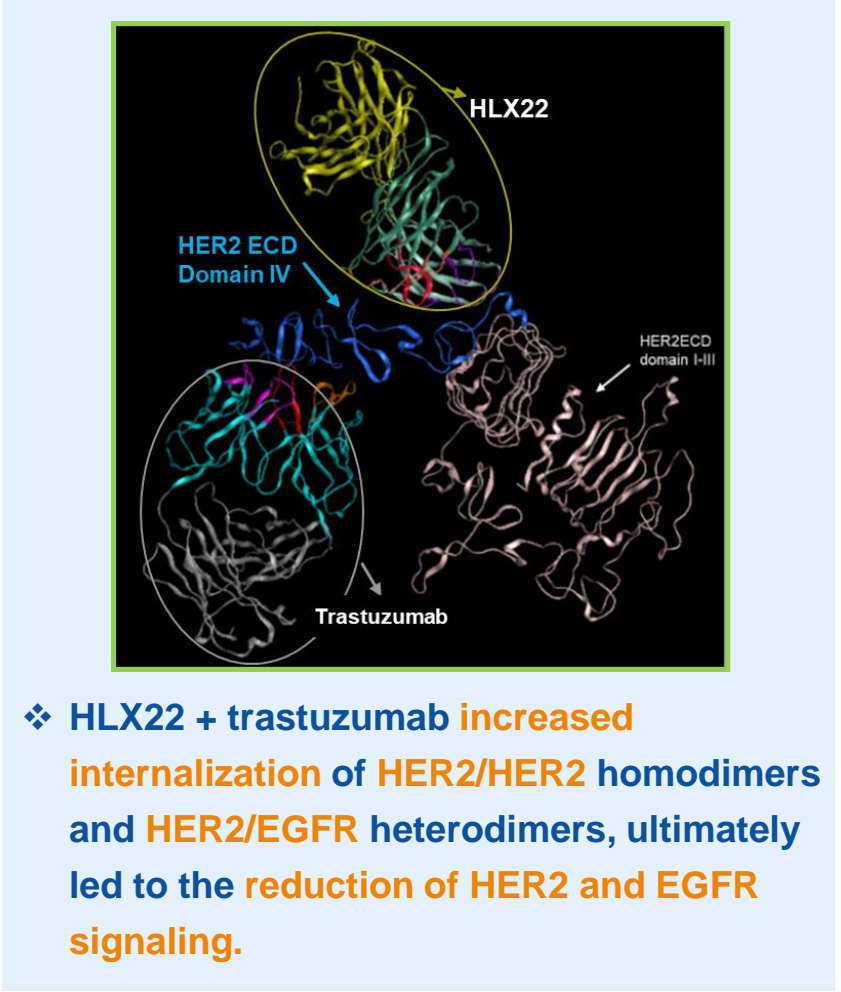 HLX22
HER2 ECD
Domain IV
HER2ECD
domain I-III
Trastuzumab
❖ HLX22 + trastuzumab increased
internalization of HER2/HER2 homodimers
and HER2/EGFR heterodimers, ultimately
led to the reduction of HER2 and EGFR
signaling.